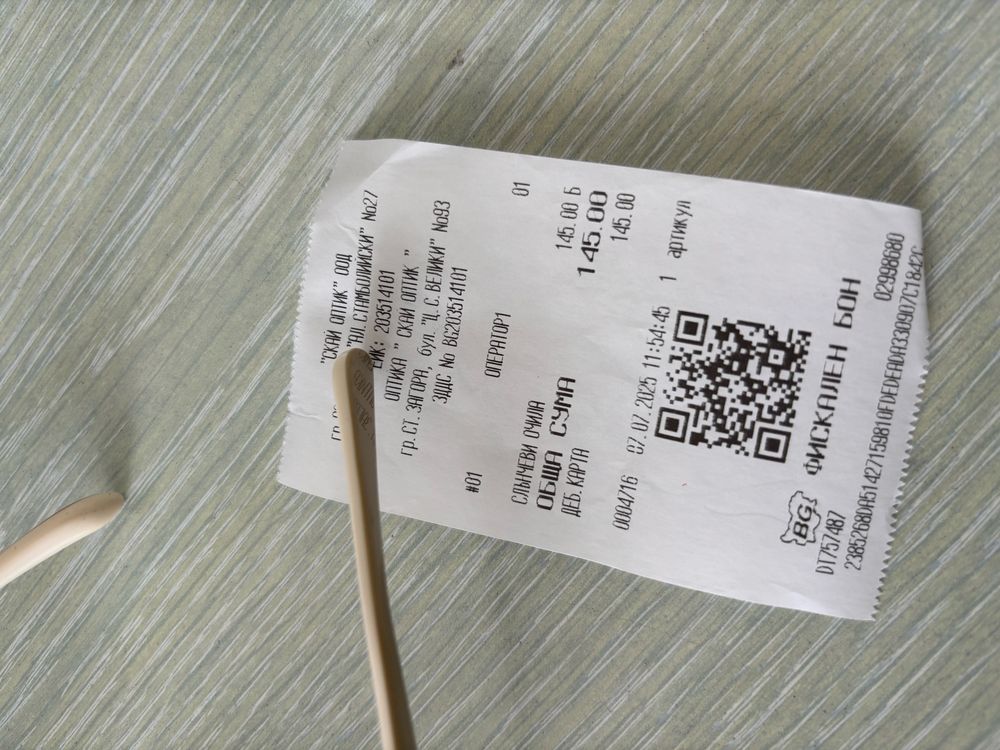 "СКАЙ ОПТИК" ООД
"АЛ.СТАМБОЛИЙСКИ" No27
ЕИК: 203514101
ОПТИКА " СКАЙ ОПТИК "
гр.СТ.ЗАГОРА, бул. "Ц.С.ВЕЛИКИ" No93
ЗДДС No BG203514101
ОПЕРАТОР1
#01 01
СЛЪНЧЕВИ ОЧИЛА 145.00 Б
ОБЩА СУМА 145.00
ДЕБ.КАРТА 145.00
0004716 07.07.2025 11:54:45 1 артикул
BG!
ФИСКАЛЕН БОН
DT757487 02998680